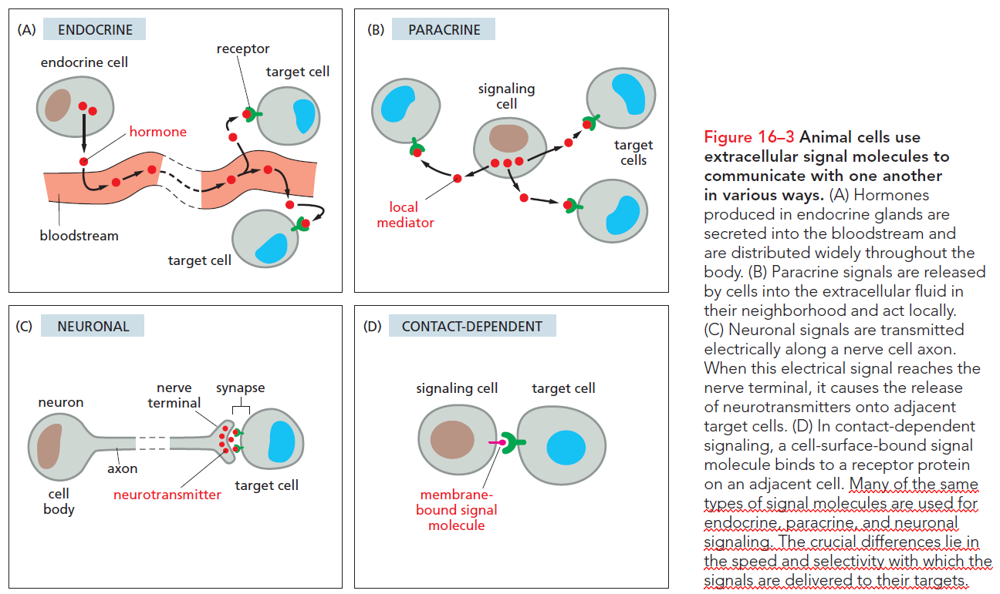 (A) ENDOCRINE
endocrine cell
receptor
target cell
hormone
bloodstream
target cell
(B) PARACRINE
signaling
cell
target
cells
local
mediator
(C) NEURONAL
neuron
nerve
terminal
synapse
axon
cell
body
neurotransmitter
target cell
(D) CONTACT-DEPENDENT
signaling cell
target cell
membrane-
bound signal
molecule
Figure 16–3 Animal cells use
extracellular signal molecules to
communicate with one another
in various ways. (A) Hormones
produced in endocrine glands are
secreted into the bloodstream and
are distributed widely throughout the
body. (B) Paracrine signals are released
by cells into the extracellular fluid in
their neighborhood and act locally.
(C) Neuronal signals are transmitted
electrically along a nerve cell axon.
When this electrical signal reaches the
nerve terminal, it causes the release
of neurotransmitters onto adjacent
target cells. (D) In contact-dependent
signaling, a cell-surface-bound signal
molecule binds to a receptor protein
on an adjacent cell. Many of the same
types of signal molecules are used for
endocrine, paracrine, and neuronal
signaling. The crucial differences lie in
the speed and selectivity with which the
signals are delivered to their targets.